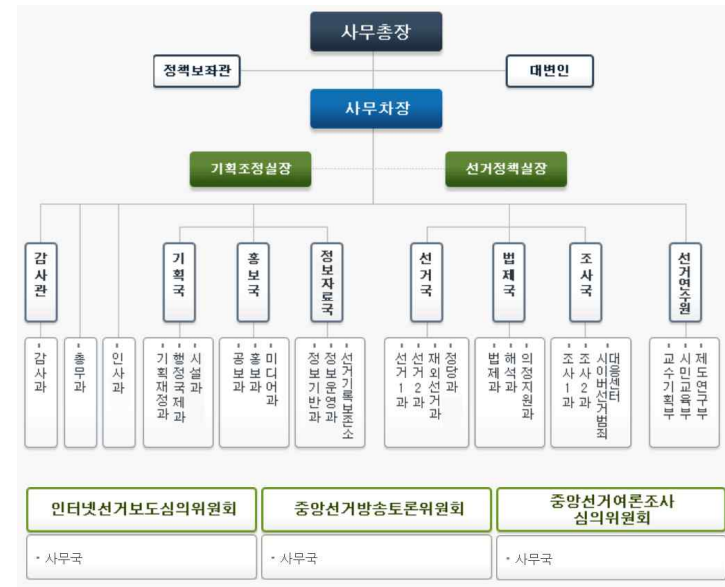 사무총장
정책보좌관
대변인
사무차장
기획조정실장
선거정책실장
감사관
기획국
홍보국
정보자료국
선거국
법제국
조사국
선거연수원
감사과
총무과
인사과
기획재정과
행정국제과
시설과
공보과
홍보과
미디어과
정보기반과
정보운영과
선거기록보존소
선거1과
선거2과
재외선거과
정당과
법제과
해석과
의정지원과
조사1과
조사2과
사이버선거범죄
대응센터
교수기획부
시민교육부
제도연구부
인터넷선거보도심의위원회
중앙선거방송토론위원회
중앙선거여론조사
심의위원회
· 사무국
· 사무국
· 사무국